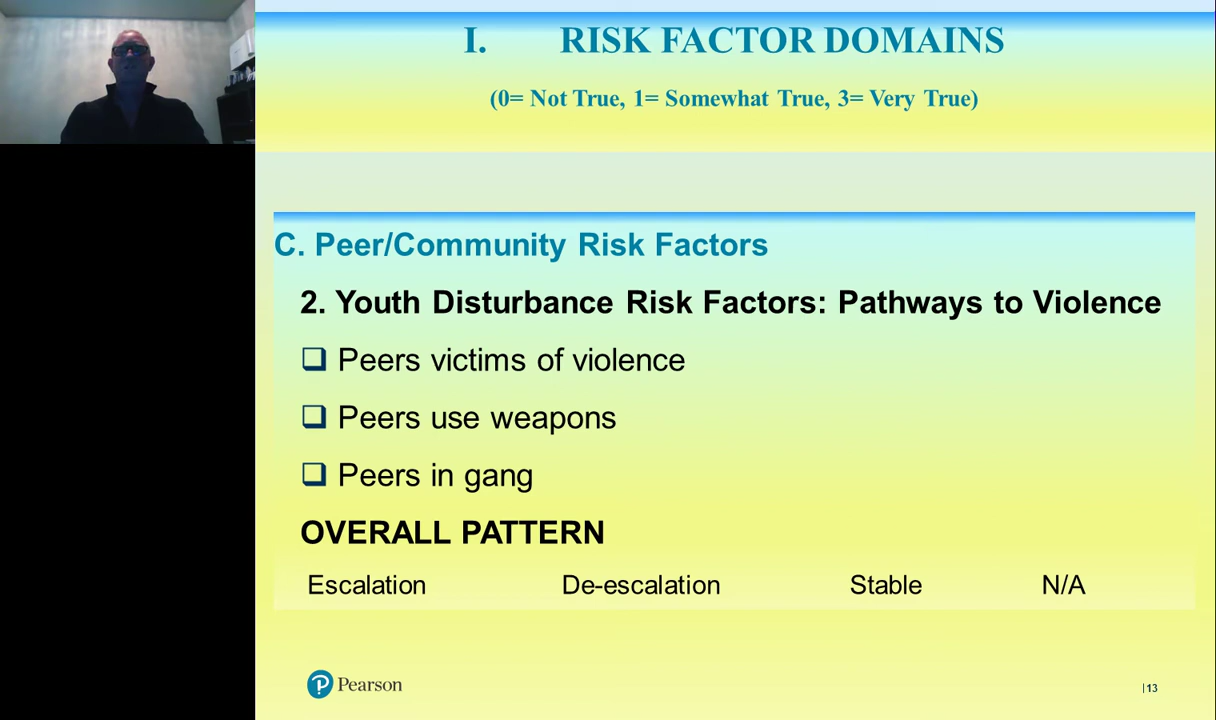 I. RISK FACTOR DOMAINS
(0= Not True, 1= Somewhat True, 3= Very True)
C. Peer/Community Risk Factors
2. Youth Disturbance Risk Factors: Pathways to Violence
❑ Peers victims of violence
❑ Peers use weapons
❑ Peers in gang
OVERALL PATTERN
Escalation De-escalation Stable N/A
Pearson
| 13